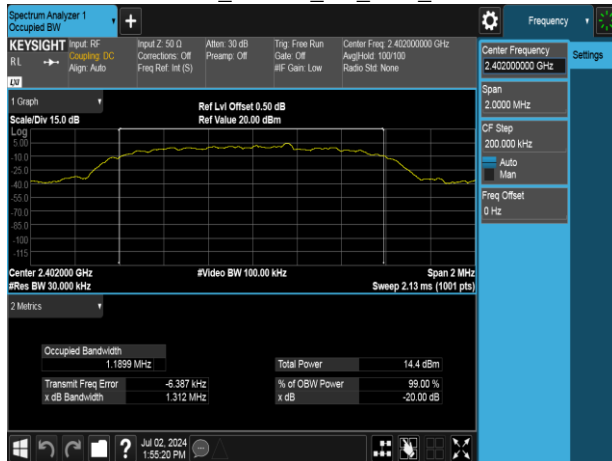 Spectrum Analyzer 1
Occupied BW
Frequency
KEYSIGHT
Input: RF
Coupling: DC
Align: Auto
Input Z: 50 Ω
Corrections: Off
Freq Ref: Int (S)
Atten: 30 dB
Preamp: Off
Trig: Free Run
Gate: Off
#IF Gain: Low
Center Freq: 2.402000000 GHz
Avg|Hold: 100/100
Radio Std: None
RL
LXI
Center Frequency
2.402000000 GHz
Settings
Span
2.0000 MHz
CF Step
200.000 kHz
Auto
Man
Freq Offset
0 Hz
1 Graph
Scale/Div 15.0 dB
Ref Lvl Offset 0.50 dB
Ref Value 20.00 dBm
Log
5.00
-10.0
-25.0
-40.0
-55.0
-70.0
-85.0
-100
-115
Center 2.402000 GHz
#Res BW 30.000 kHz
#Video BW 100.00 kHz
Span 2 MHz
Sweep 2.13 ms (1001 pts)
2 Metrics
Occupied Bandwidth
1.1899 MHz
Total Power 14.4 dBm
Transmit Freq Error -6.387 kHz
% of OBW Power 99.00 %
x dB Bandwidth 1.312 MHz
x dB -20.00 dB
?
Jul 02, 2024
1:55:20 PM